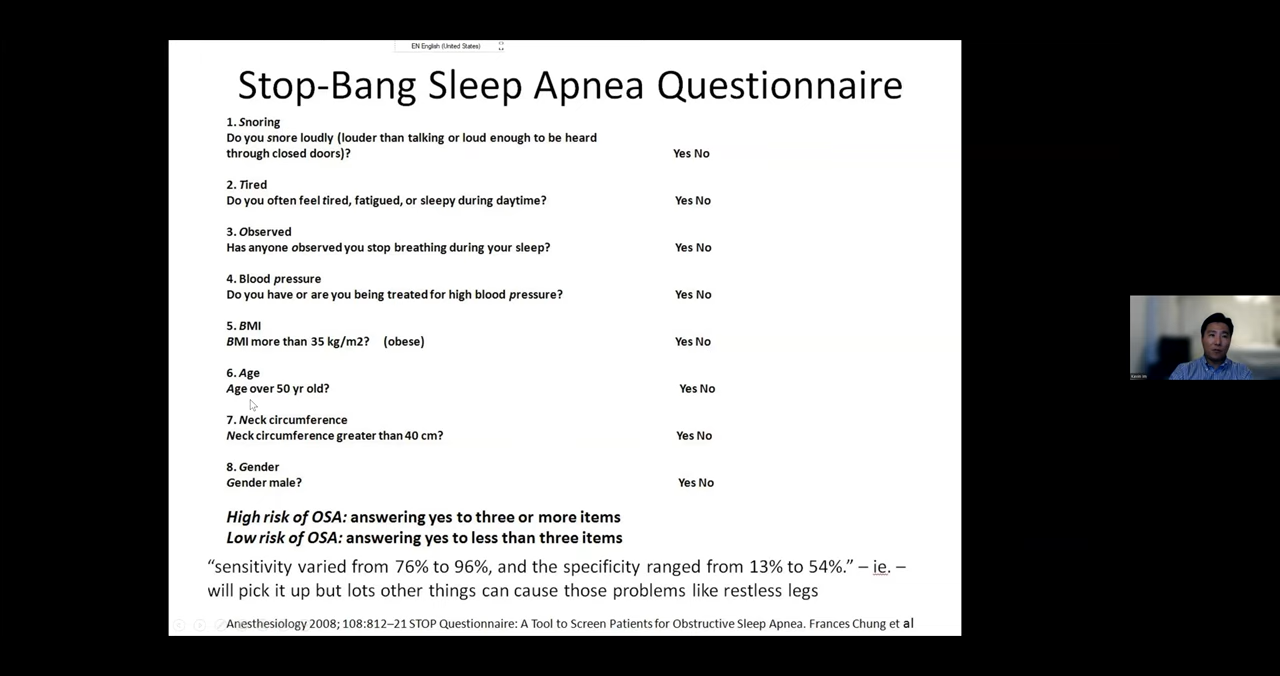 EN English (United States)
Stop-Bang Sleep Apnea Questionnaire
1. Snoring
Do you snore loudly (louder than talking or loud enough to be heard
through closed doors)? Yes No
2. Tired
Do you often feel tired, fatigued, or sleepy during daytime? Yes No
3. Observed
Has anyone observed you stop breathing during your sleep? Yes No
4. Blood pressure
Do you have or are you being treated for high blood pressure? Yes No
5. BMI
BMI more than 35 kg/m2? (obese) Yes No
6. Age
Age over 50 yr old? Yes No
7. Neck circumference
Neck circumference greater than 40 cm? Yes No
8. Gender
Gender male? Yes No
High risk of OSA: answering yes to three or more items
Low risk of OSA: answering yes to less than three items
“sensitivity varied from 76% to 96%, and the specificity ranged from 13% to 54%.” – ie. –
will pick it up but lots other things can cause those problems like restless legs
Anesthesiology 2008; 108:812–21 STOP Questionnaire: A Tool to Screen Patients for Obstructive Sleep Apnea. Frances Chung et al